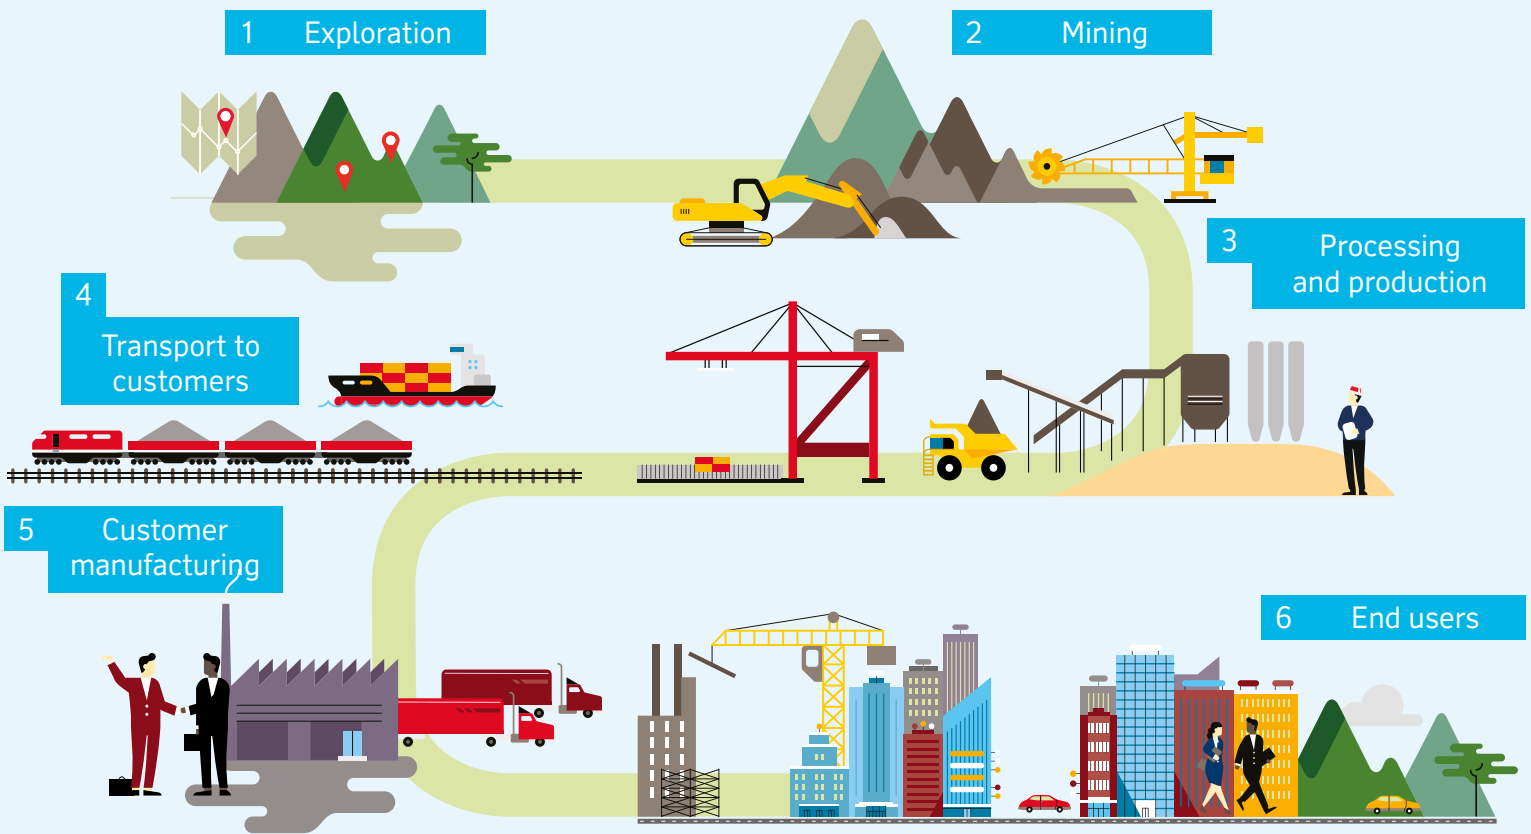 1 Exploration
2 Mining
3 Processing
and production
4
Transport to
customers
5 Customer
manufacturing
6 End users